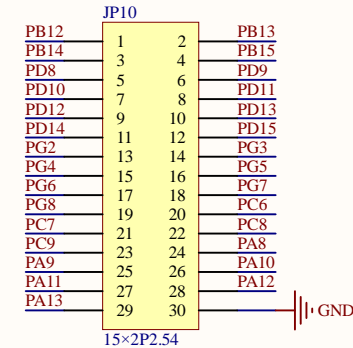 JP10
PB12 1 2 PB13
PB14 3 4 PB15
PD8 5 6 PD9
PD10 7 8 PD11
PD12 9 10 PD13
PD14 11 12 PD15
PG2 13 14 PG3
PG4 15 16 PG5
PG6 17 18 PG7
PG8 19 20 PC6
PC7 21 22 PC8
PC9 23 24 PA8
PA9 25 26 PA10
PA11 27 28 PA12
PA13 29 30 GND
15×2P2.54